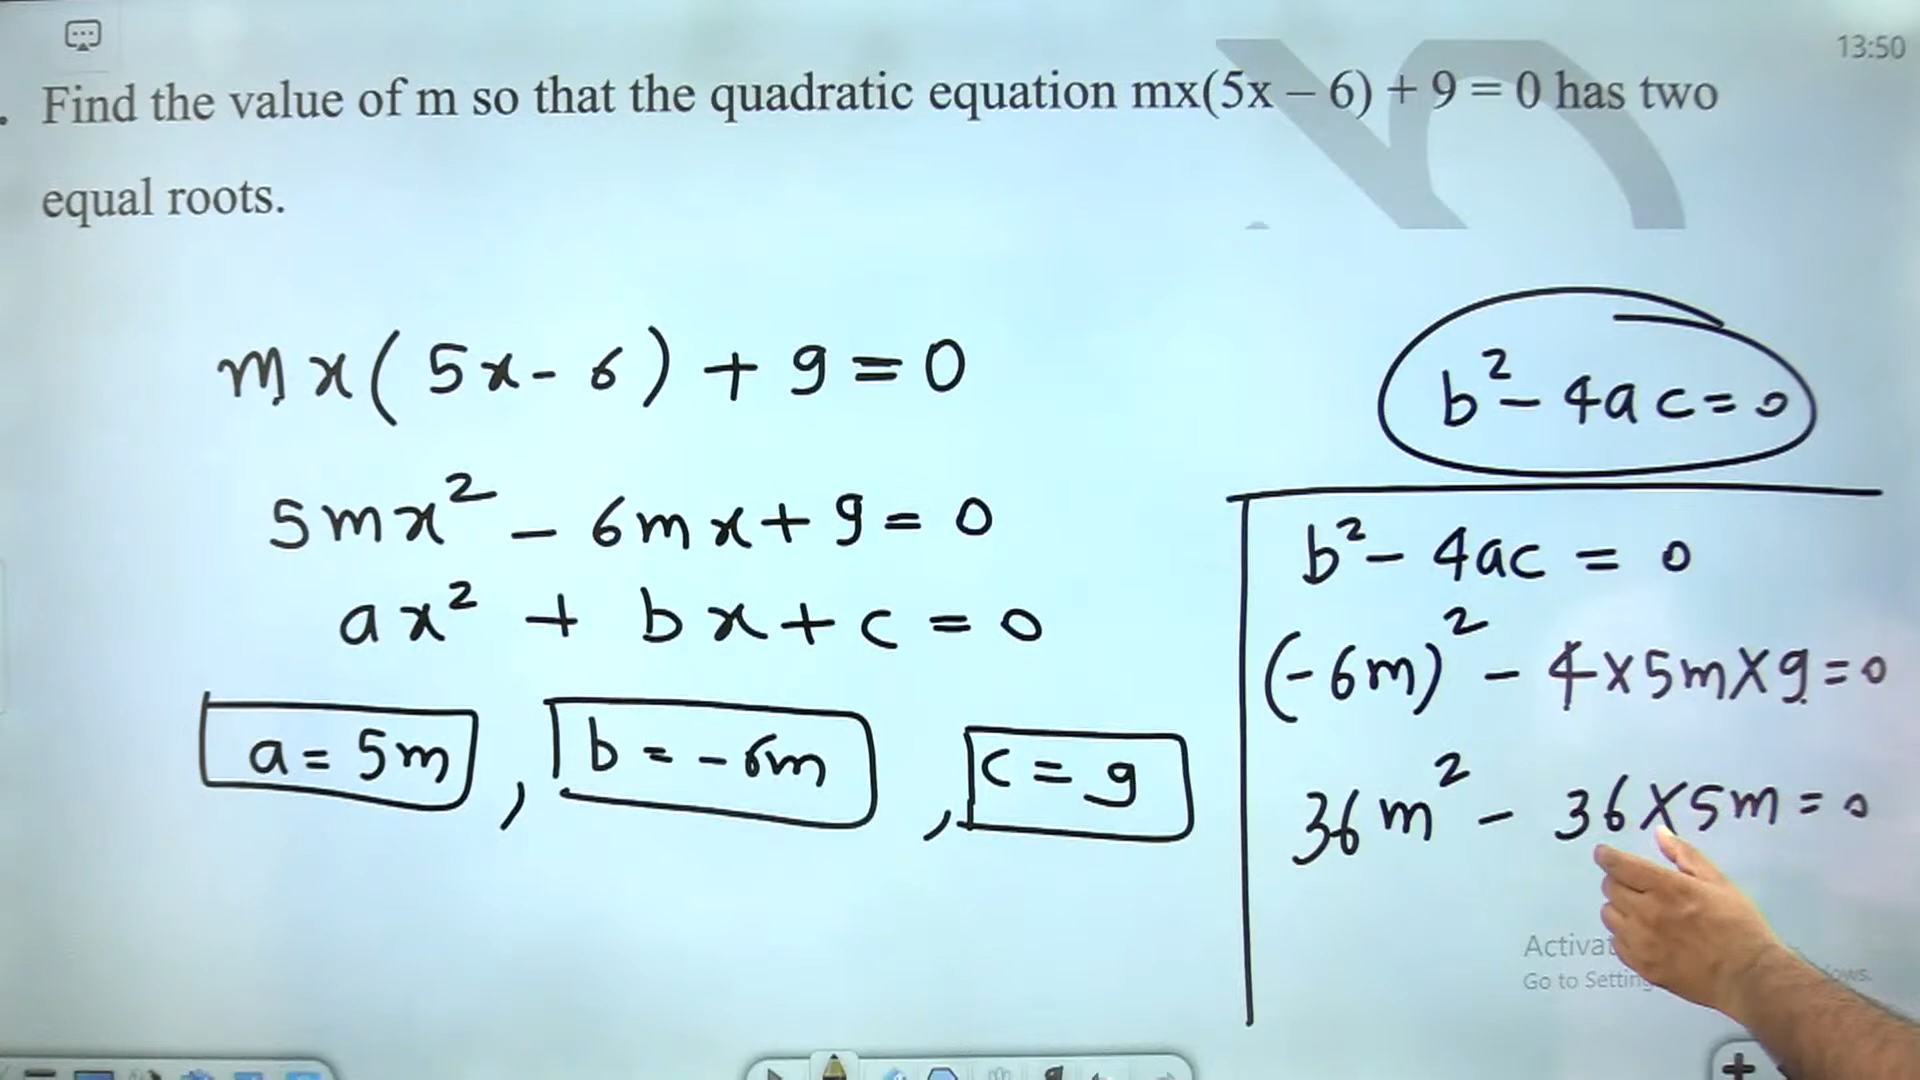 13:50
Find the value of m so that the quadratic equation mx(5x – 6) + 9 = 0 has two
equal roots.
mx(5x-6)+9=0
5mx²-6mx+9=0
ax²+bx+c=0
a=5m, b=-6m, c=9
b²-4ac=0
b²-4ac=0
(-6m)²-4×5m×9=0
36m²-36×5m=0
Go to